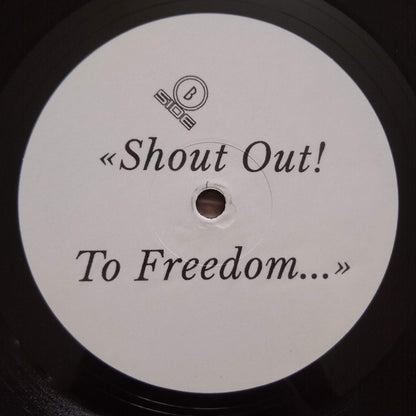 B
SIDE
«Shout Out!
To Freedom...»